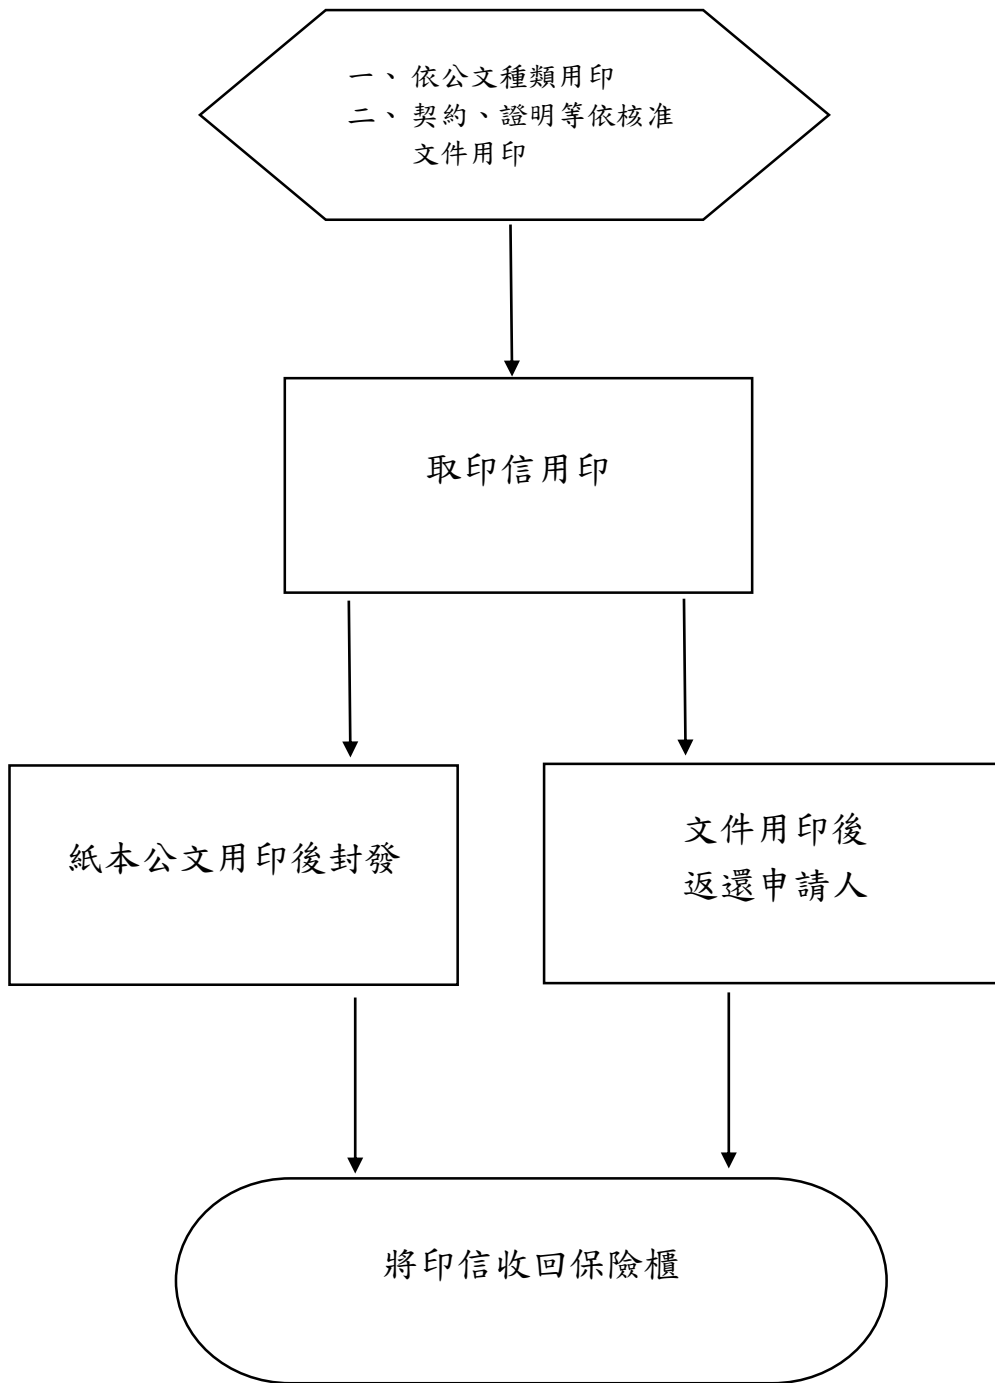 一、依公文種類用印
二、契約、證明等依核准
文件用印
取印信用印
紙本公文用印後封發
文件用印後
返還申請人
將印信收回保險櫃